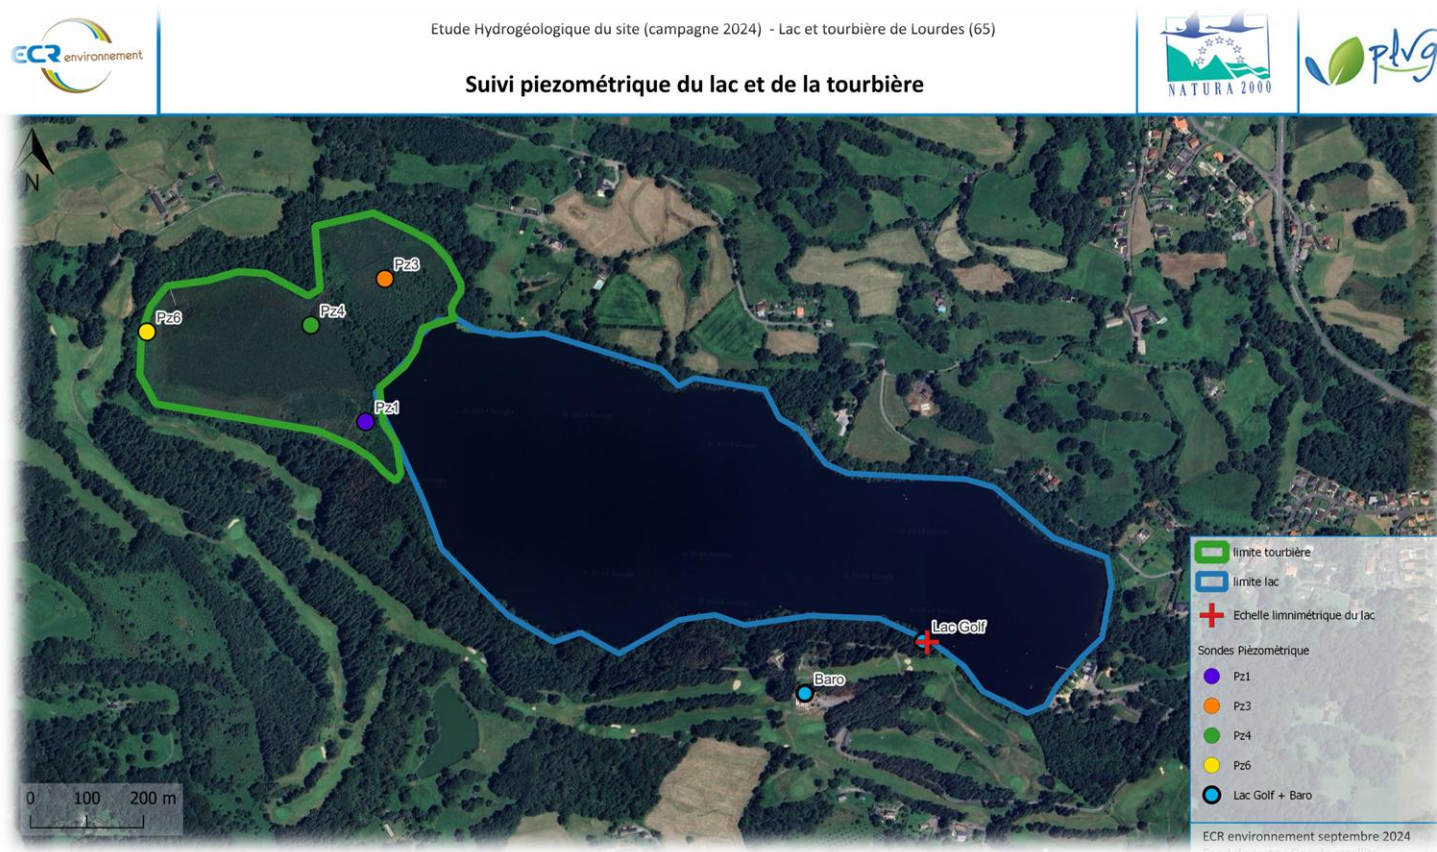 ECR environnement
Etude Hydrogéologique du site (campagne 2024) - Lac et tourbière de Lourdes (65)
Suivi piezométrique du lac et de la tourbière
NATURA 2000
plvg
N
Pz3
Pz4
Pz6
Pz1
Lac Golf
Baro
limite tourbière
limite lac
Echelle limnimétrique du lac
Sondes Pièzomètrique
Pz1
Pz3
Pz4
Pz6
Lac Golf + Baro
0 100 200 m
ECR environnement septembre 2024